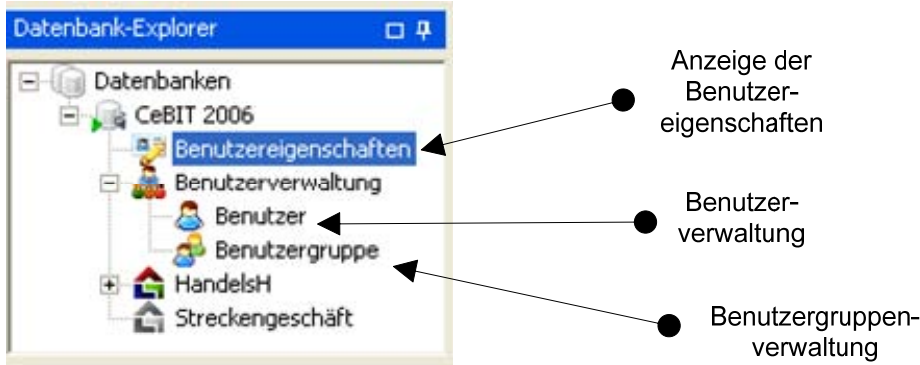 Datenbank-Explorer
Datenbanken
CeBIT 2006
Benutzereigenschaften
Benutzerverwaltung
Benutzer
Benutzergruppe
HandelsH
Streckengeschäft
Anzeige der
Benutzer-
eigenschaften
Benutzer-
verwaltung
Benutzergruppen-
verwaltung